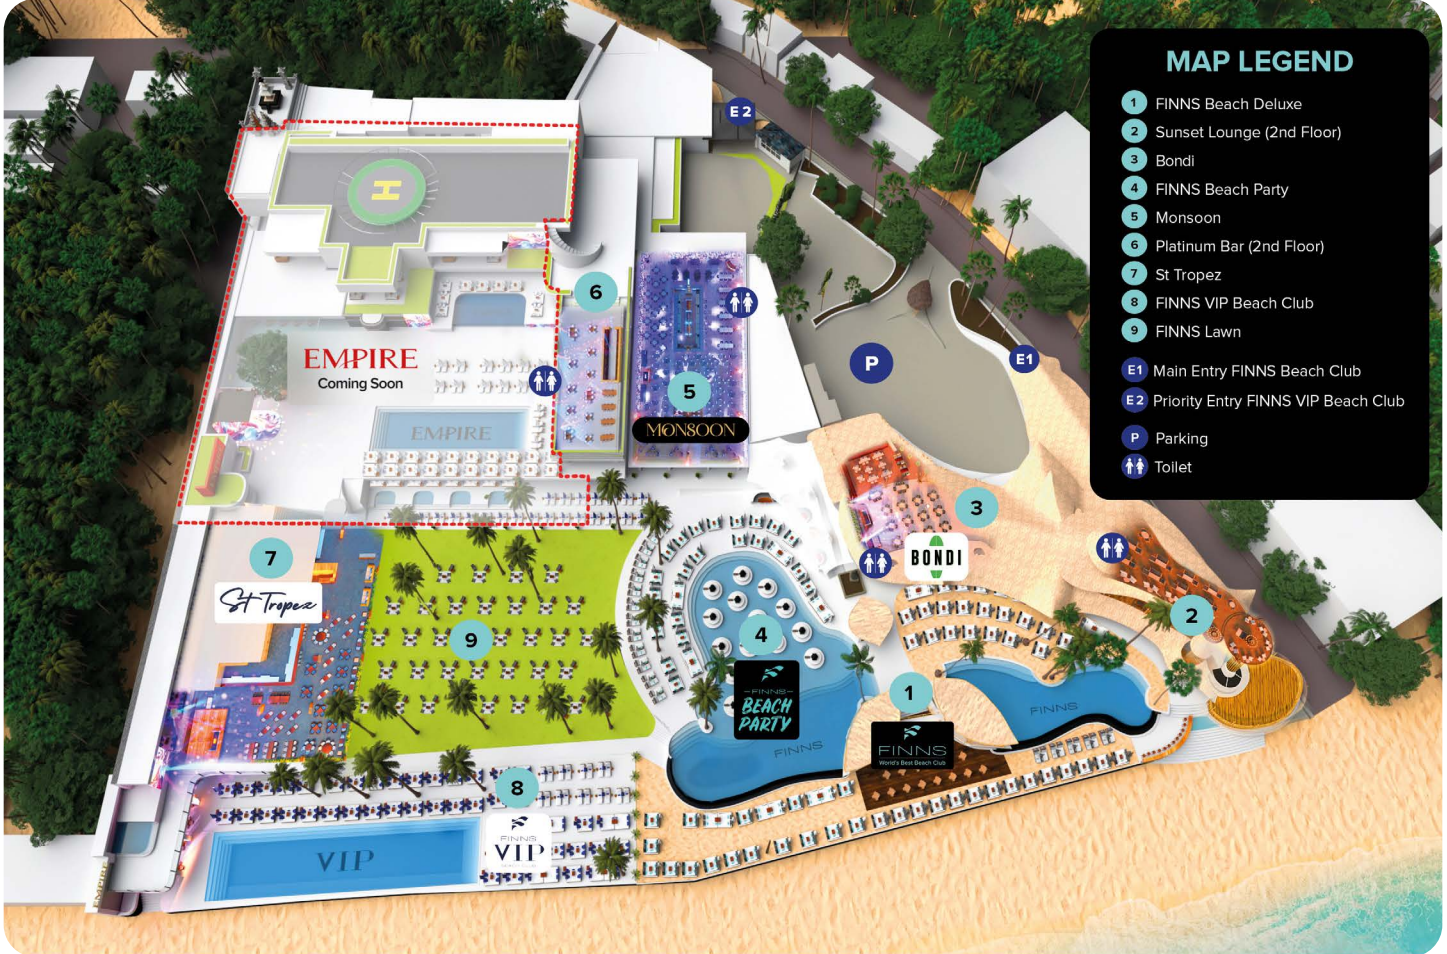 MAP LEGEND
1 FINNS Beach Deluxe
2 Sunset Lounge (2nd Floor)
3 Bondi
4 FINNS Beach Party
5 Monsoon
6 Platinum Bar (2nd Floor)
7 St Tropez
8 FINNS VIP Beach Club
9 FINNS Lawn
E1 Main Entry FINNS Beach Club
E2 Priority Entry FINNS VIP Beach Club
P Parking
Toilet
E2
H
6
EMPIRE
Coming Soon
E1
P
5
MONSOON
EMPIRE
3
BONDI
7
St Tropez
2
9
4
FINNS
BEACH
PARTY
1
FINNS
World's Best Beach Club
FINNS
FINNS
8
FINNS
VIP
VIP